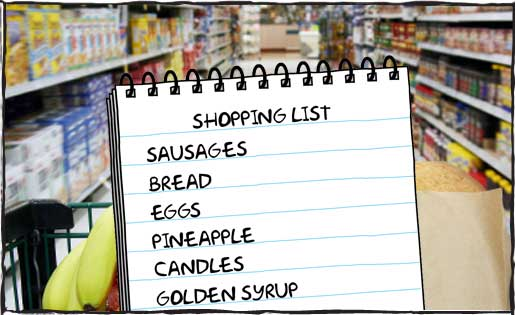 SHOPPING LIST
SAUSAGES
BREAD
EGGS
PINEAPPLE
CANDLES
GOLDEN SYRUP